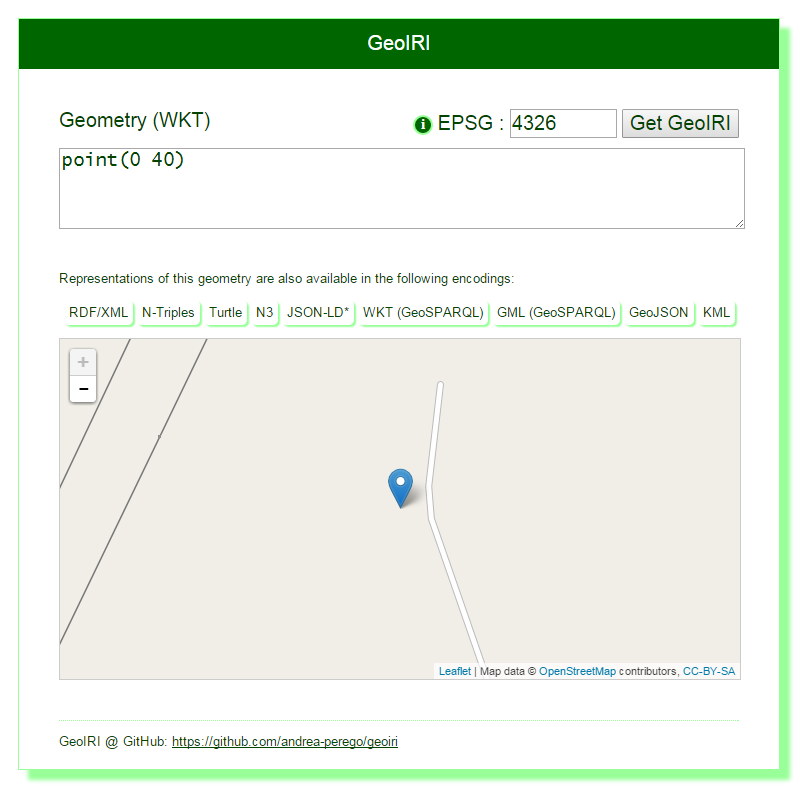 GeoIRI
Geometry (WKT) i EPSG : 4326 Get GeoIRI
point(0 40)
Representations of this geometry are also available in the following encodings:
RDF/XML N-Triples Turtle N3 JSON-LD* WKT (GeoSPARQL) GML (GeoSPARQL) GeoJSON KML
+
−
Leaflet | Map data © OpenStreetMap contributors, CC-BY-SA
GeoIRI @ GitHub: https://github.com/andrea-perego/geoiri